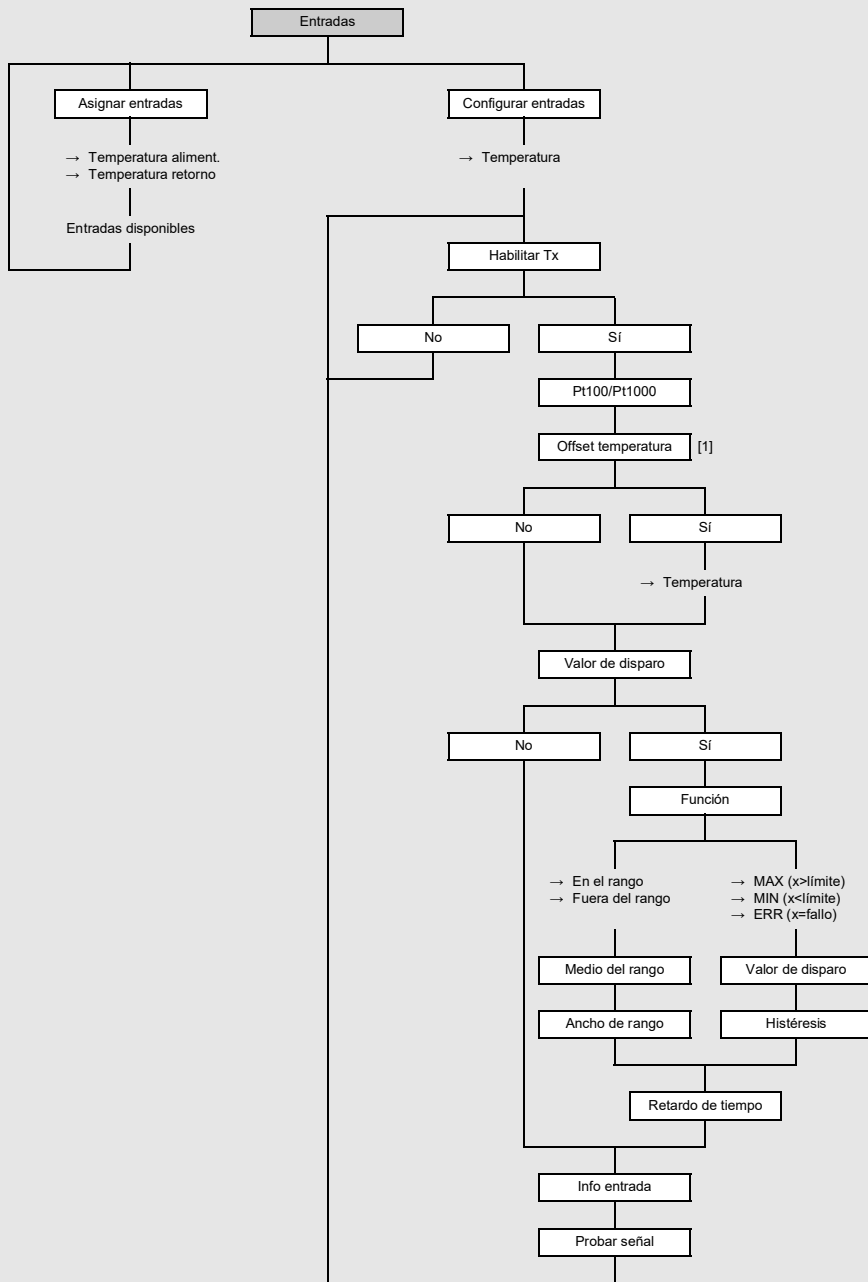 Entradas
Asignar entradas
Configurar entradas
→ Temperatura aliment.
→ Temperatura retorno
→ Temperatura
Entradas disponibles
Habilitar Tx
No
Sí
Pt100/Pt1000
Offset temperatura [1]
No
Sí
→ Temperatura
Valor de disparo
No
Sí
Función
→ En el rango
→ Fuera del rango
→ MAX (x>límite)
→ MIN (x<límite)
→ ERR (x=fallo)
Medio del rango
Valor de disparo
Ancho de rango
Histéresis
Retardo de tiempo
Info entrada
Probar señal